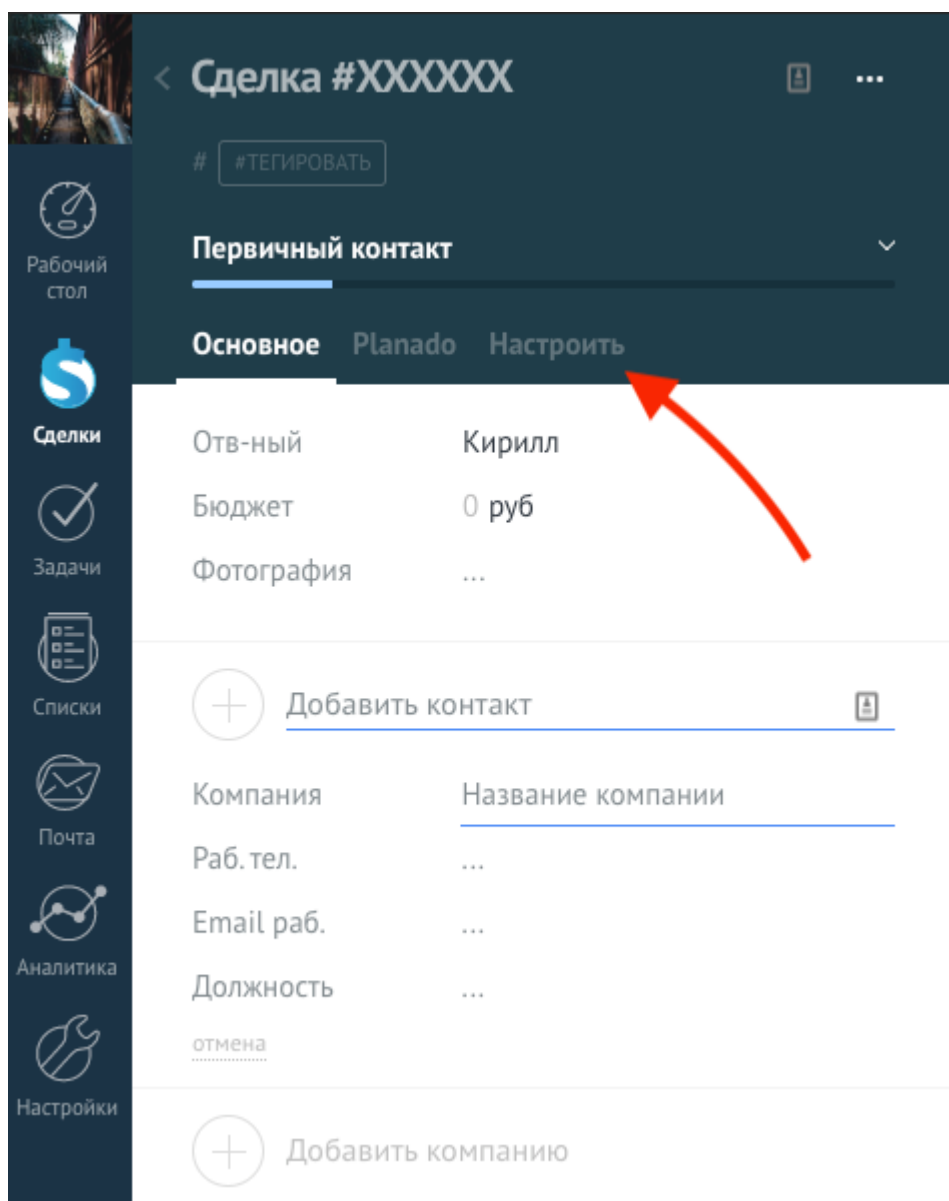 Сделка #XXXXXX
# #ТЕГИРОВАТЬ
Первичный контакт
Основное Planado Настроить
Рабочий
стол
Сделки
Задачи
Списки
Почта
Аналитика
Настройки
Отв-ный Кирилл
Бюджет 0 руб
Фотография ...
Добавить контакт
Компания Название компании
Раб. тел. ...
Email раб. ...
Должность ...
отмена
Добавить компанию